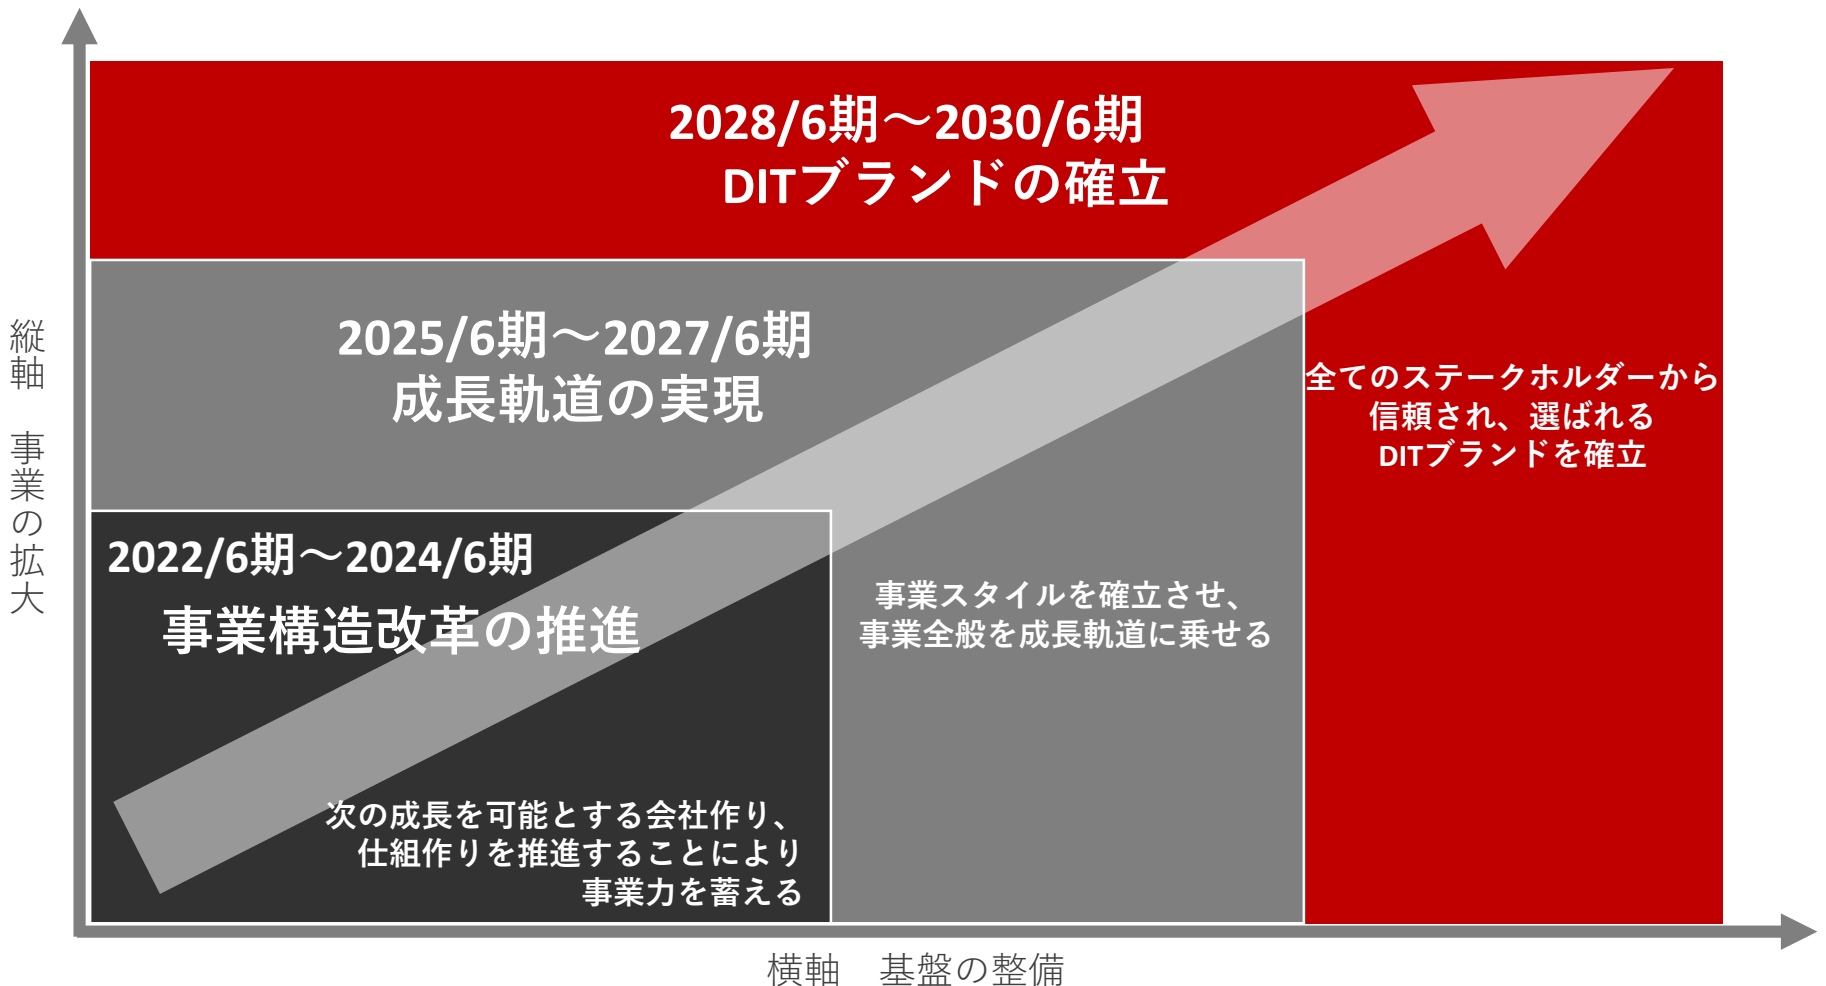 2028/6期～2030/6期
DITブランドの確立
2025/6期～2027/6期
成長軌道の実現
全てのステークホルダーから
信頼され、選ばれる
DITブランドを確立
2022/6期～2024/6期
事業構造改革の推進
事業スタイルを確立させ、
事業全般を成長軌道に乗せる
次の成長を可能とする会社作り、
仕組作りを推進することにより
事業力を蓄える
縦軸　事業の拡大
横軸　基盤の整備